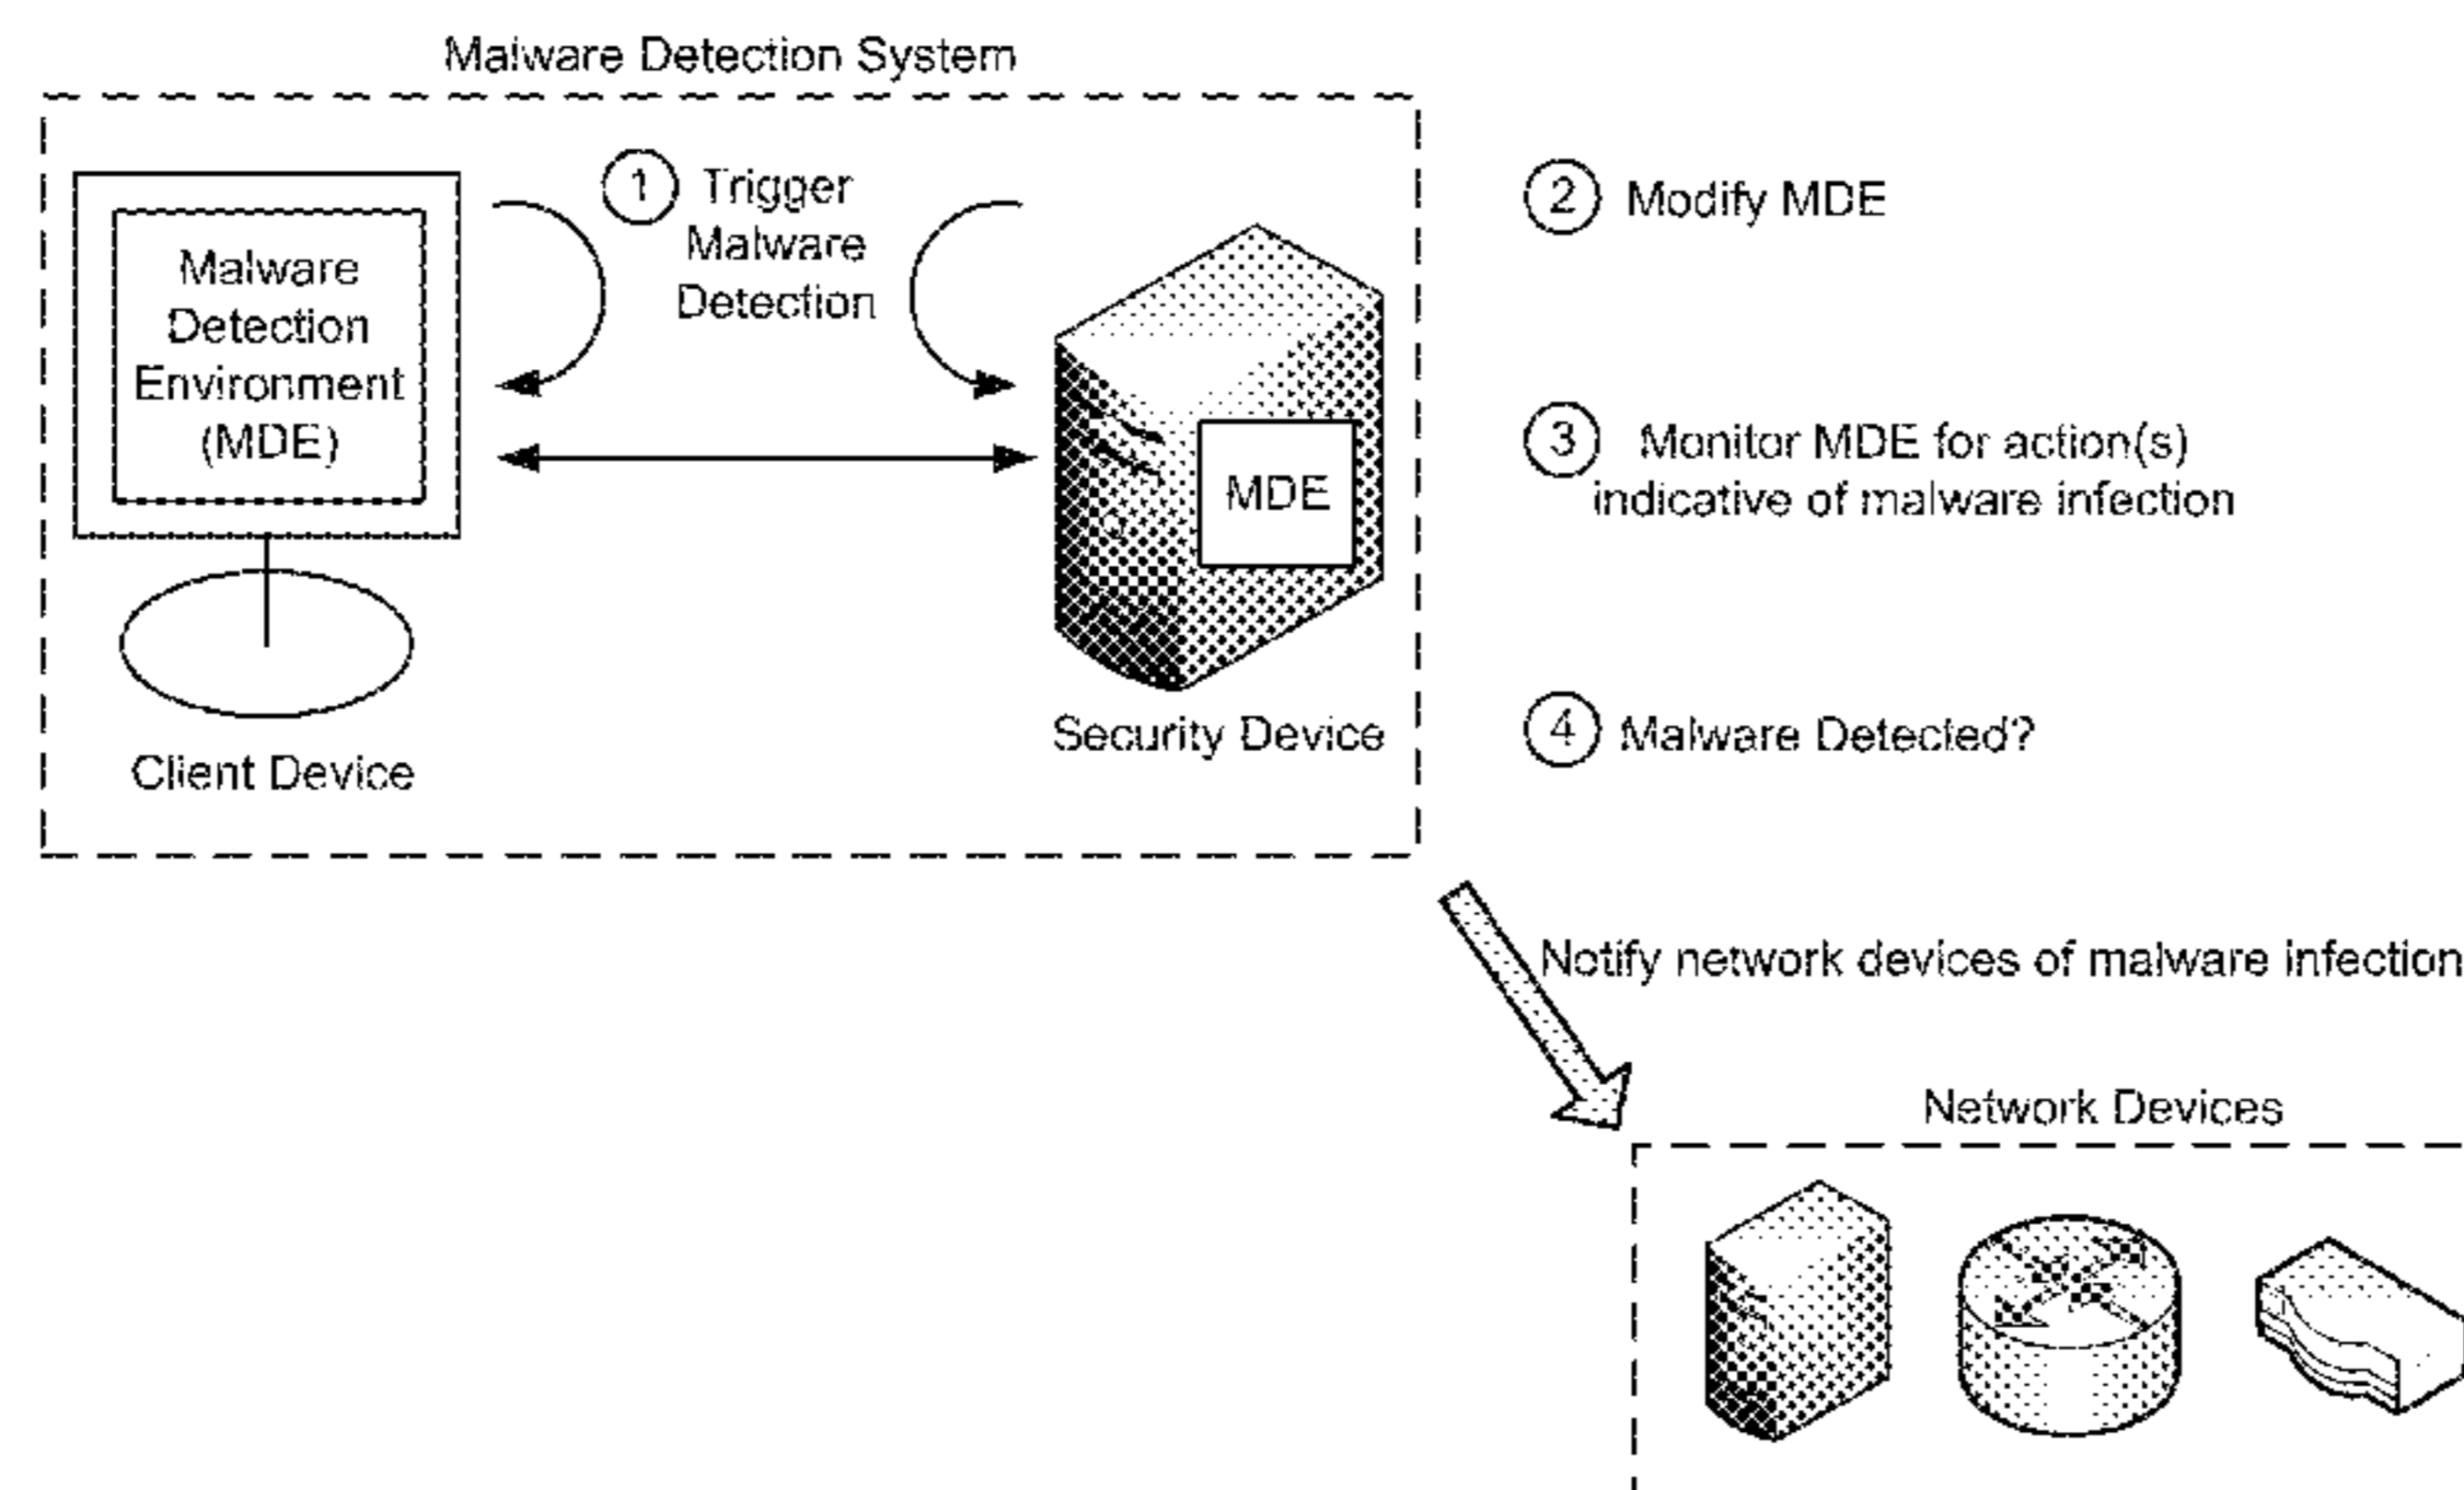 Malware Detection System
Malware
Detection
Environment
(MDE)
Client Device
1 Trigger
Malware
Detection
MDE
Security Device
2 Modify MDE
3 Monitor MDE for action(s)
indicative of malware infection
4 Malware Detected?
Notify network devices of malware infection
Network Devices